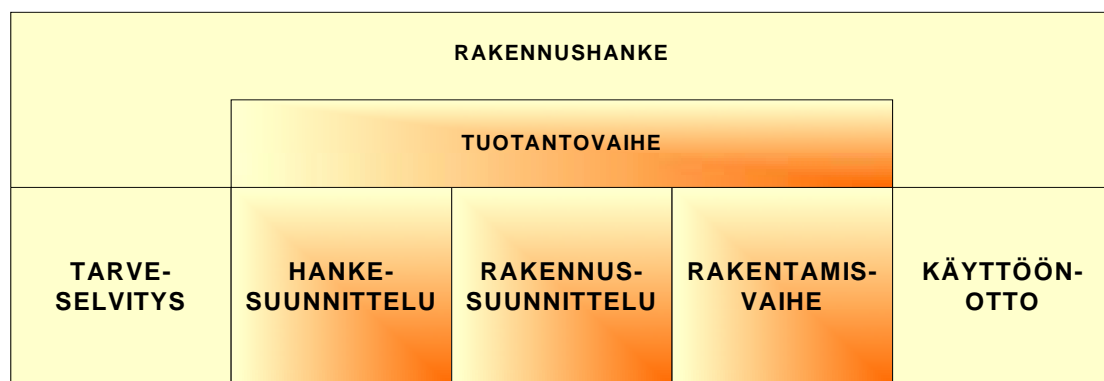 RAKENNUSHANKE
TUOTANTOVAIHE
TARVE-
SELVITYS
HANKE-
SUUNNITTELU
RAKENNUS-
SUUNNITTELU
RAKENTAMIS-
VAIHE
KÄYTTÖÖN-
OTTO